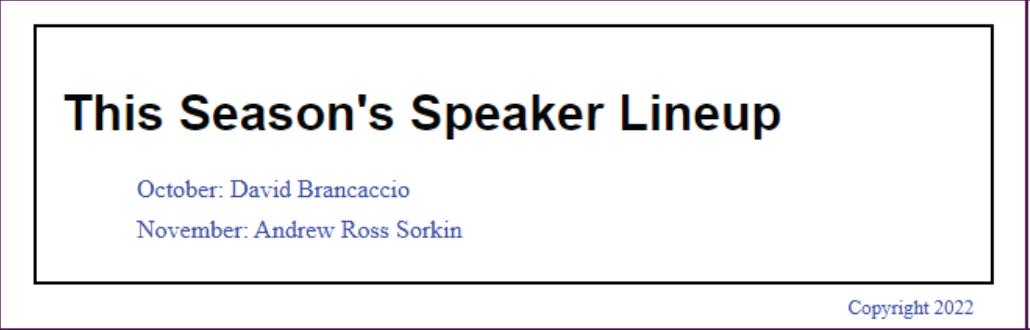 This Season's Speaker Lineup
October: David Brancaccio
November: Andrew Ross Sorkin
Copyright 2022